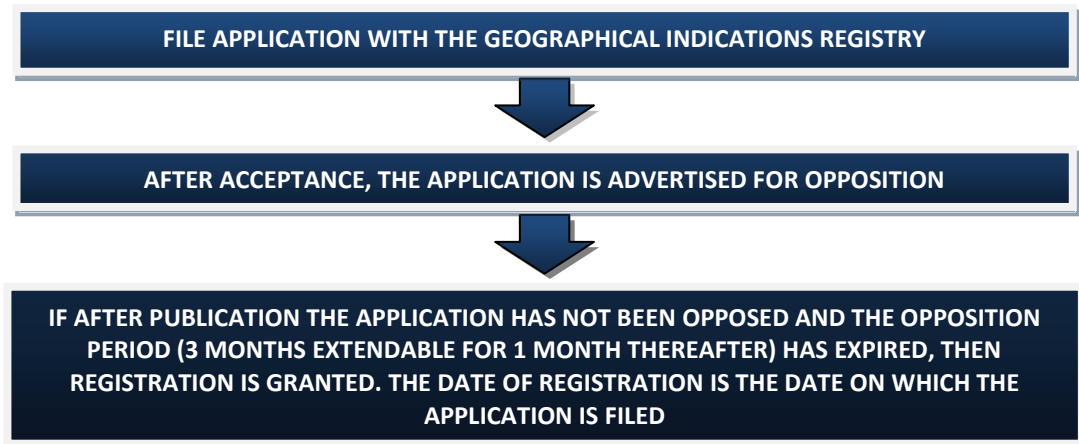 FILE APPLICATION WITH THE GEOGRAPHICAL INDICATIONS REGISTRY
AFTER ACCEPTANCE, THE APPLICATION IS ADVERTISED FOR OPPOSITION
IF AFTER PUBLICATION THE APPLICATION HAS NOT BEEN OPPOSED AND THE OPPOSITION
PERIOD (3 MONTHS EXTENDABLE FOR 1 MONTH THEREAFTER) HAS EXPIRED, THEN
REGISTRATION IS GRANTED. THE DATE OF REGISTRATION IS THE DATE ON WHICH THE
APPLICATION IS FILED